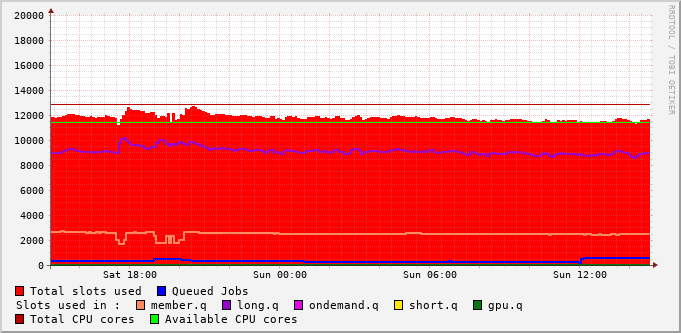 RRDTOOL / TOBI OETIKER
20000
18000
16000
14000
12000
10000
8000
6000
4000
2000
0
Sat 18:00 Sun 00:00 Sun 06:00 Sun 12:00
Total slots used Queued Jobs
Slots used in : member.q long.q ondemand.q short.q gpu.q
Total CPU cores Available CPU cores